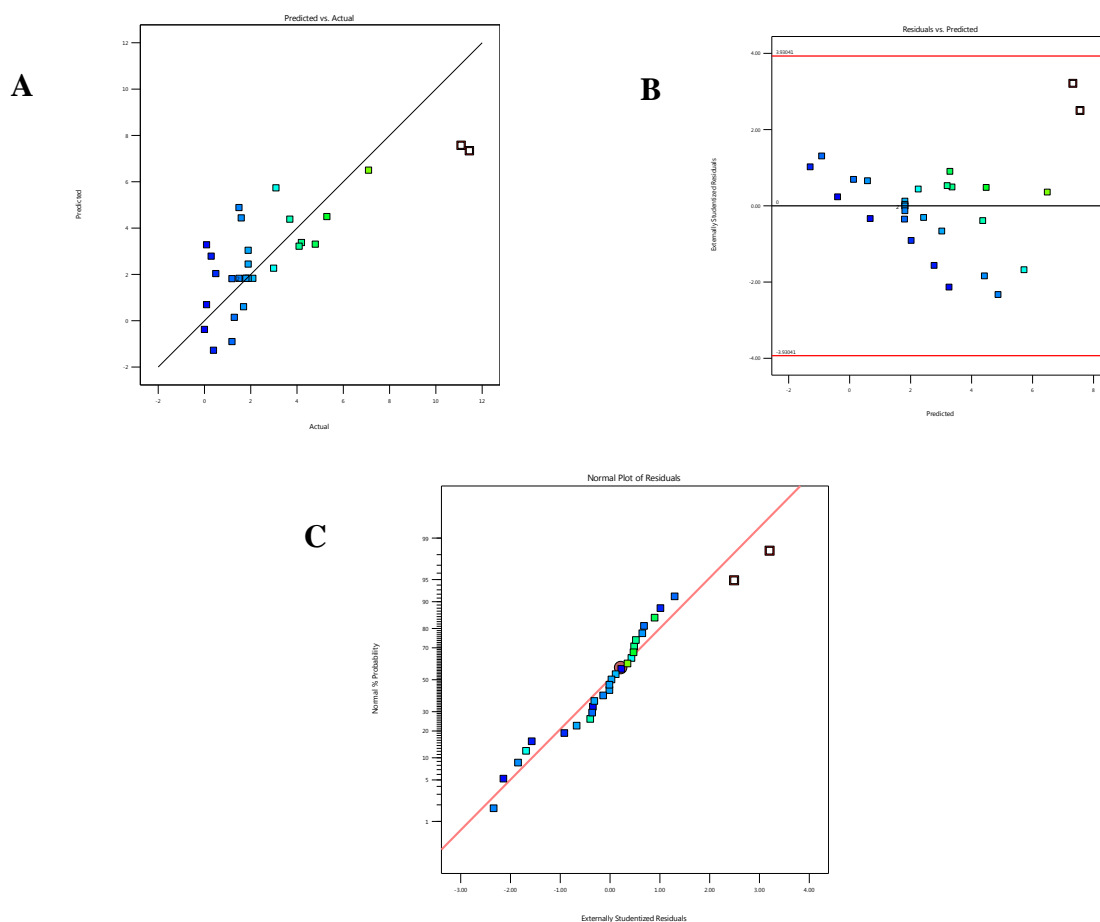 A
Predicted vs. Actual
Predicted
12
10
8
6
4
2
0
-2
-2 0 2 4 6 8 10 12
Actual
B
Residuals vs. Predicted
Externally Studentized Residuals
4.00
2.00
0.00
-2.00
-4.00
3.93041
0
2
-3.93041
-2 0 2 4 6 8
Predicted
C
Normal Plot of Residuals
Normal % Probability
99
95
90
80
70
50
30
20
10
5
1
-3.00 -2.00 -1.00 0.00 1.00 2.00 3.00 4.00
Externally Studentized Residuals